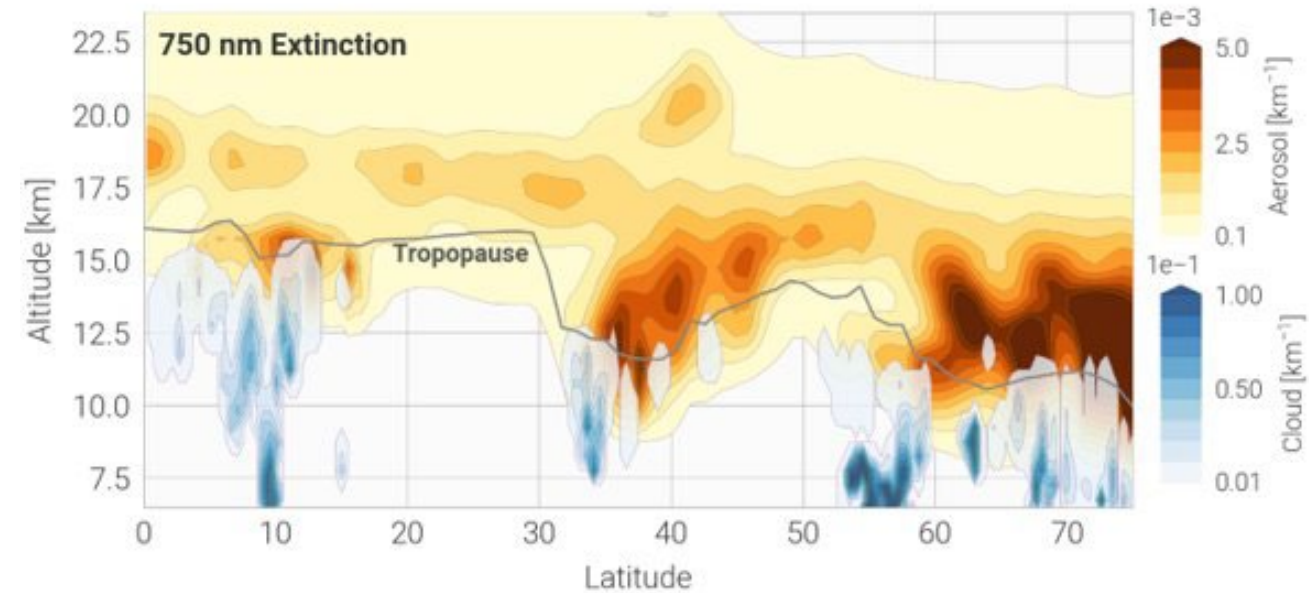 750 nm Extinction
Tropopause
Altitude [km]
22.5
20.0
17.5
15.0
12.5
10.0
7.5
0 10 20 30 40 50 60 70
Latitude
1e−3
5.0
2.5
0.1
Aerosol [km⁻¹]
1e−1
1.00
0.50
0.01
Cloud [km⁻¹]